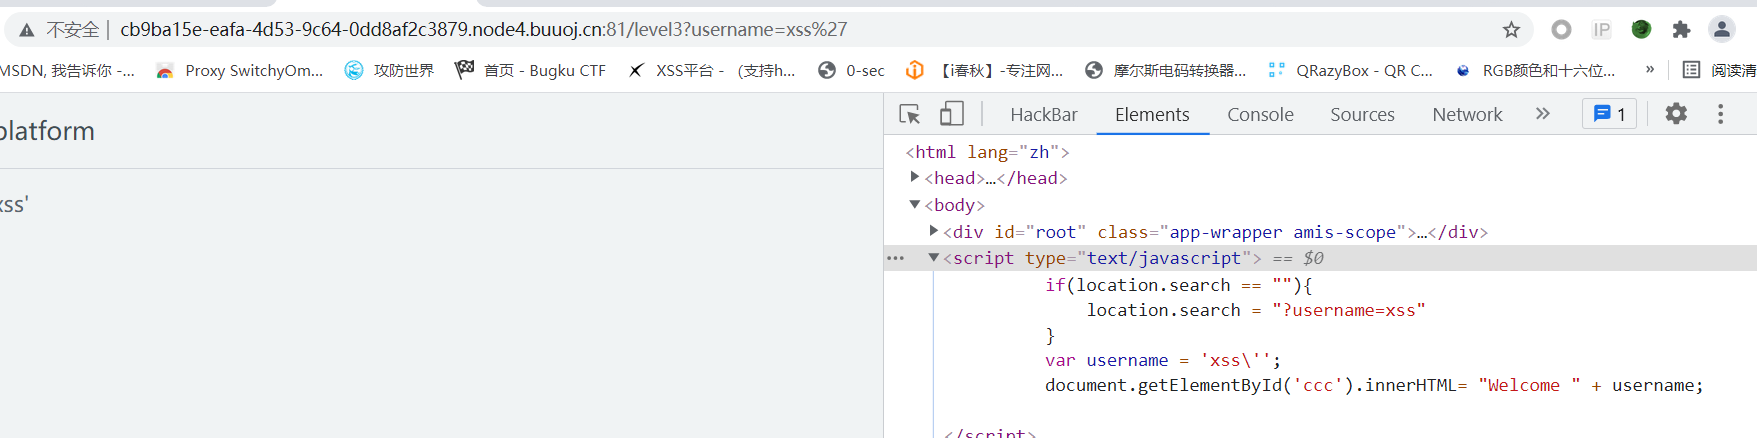 不安全 | cb9ba15e-eafa-4d53-9c64-0dd8af2c3879.node4.buuoj.cn:81/level3?username=xss%27
MSDN, 我告诉你 -... Proxy SwitchyOm... 攻防世界 首页 - Bugku CTF XSS平台 - （支持h... 0-sec 【i春秋】-专注网... 摩尔斯电码转换器... QRazyBox - QR C... RGB颜色和十六位... » 阅读清
platform
xss'
HackBar Elements Console Sources Network » 1
<html lang="zh">
<head>…</head>
<body>
<div id="root" class="app-wrapper amis-scope">…</div>
<script type="text/javascript"> == $0
if(location.search == ""){
location.search = "?username=xss"
}
var username = 'xss\'';
document.getElementById('ccc').innerHTML= "Welcome " + username;
</script>